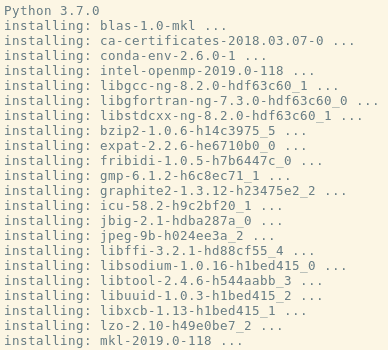 Python 3.7.0
installing: blas-1.0-mkl ...
installing: ca-certificates-2018.03.07-0 ...
installing: conda-env-2.6.0-1 ...
installing: intel-openmp-2019.0-118 ...
installing: libgcc-ng-8.2.0-hdf63c60_1 ...
installing: libgfortran-ng-7.3.0-hdf63c60_0 ...
installing: libstdcxx-ng-8.2.0-hdf63c60_1 ...
installing: bzip2-1.0.6-h14c3975_5 ...
installing: expat-2.2.6-he6710b0_0 ...
installing: fribidi-1.0.5-h7b6447c_0 ...
installing: gmp-6.1.2-h6c8ec71_1 ...
installing: graphite2-1.3.12-h23475e2_2 ...
installing: icu-58.2-h9c2bf20_1 ...
installing: jbig-2.1-hdba287a_0 ...
installing: jpeg-9b-h024ee3a_2 ...
installing: libffi-3.2.1-hd88cf55_4 ...
installing: libsodium-1.0.16-h1bed415_0 ...
installing: libtool-2.4.6-h544aabb_3 ...
installing: libuuid-1.0.3-h1bed415_2 ...
installing: libxcb-1.13-h1bed415_1 ...
installing: lzo-2.10-h49e0be7_2 ...
installing: mkl-2019.0-118 ...